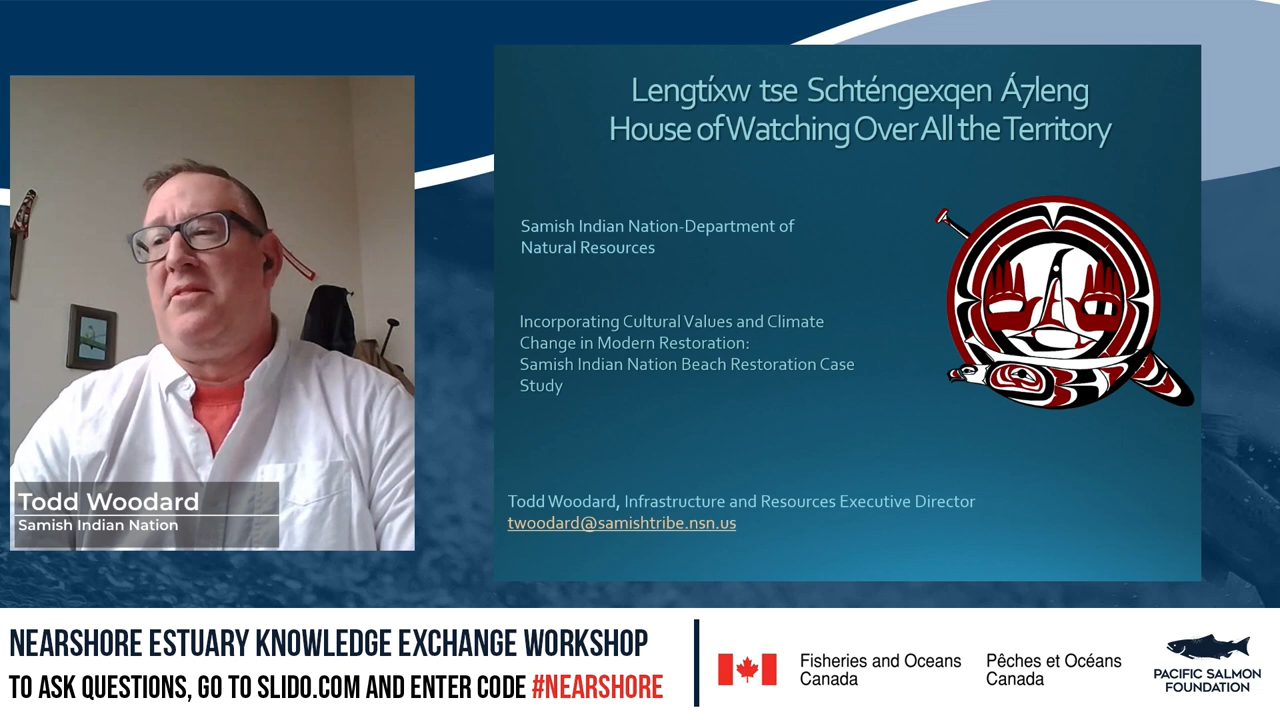 Lengtíxw tse Schténgexqen Á7leng
House of Watching Over All the Territory
Samish Indian Nation-Department of
Natural Resources
Incorporating Cultural Values and Climate
Change in Modern Restoration:
Samish Indian Nation Beach Restoration Case
Study
Todd Woodard, Infrastructure and Resources Executive Director
twoodard@samishtribe.nsn.us
Todd Woodard
Samish Indian Nation
NEARSHORE ESTUARY KNOWLEDGE EXCHANGE WORKSHOP
TO ASK QUESTIONS, GO TO SLIDO.COM AND ENTER CODE #NEARSHORE
Fisheries and Oceans
Canada
Pêches et Océans
Canada
PACIFIC SALMON
FOUNDATION